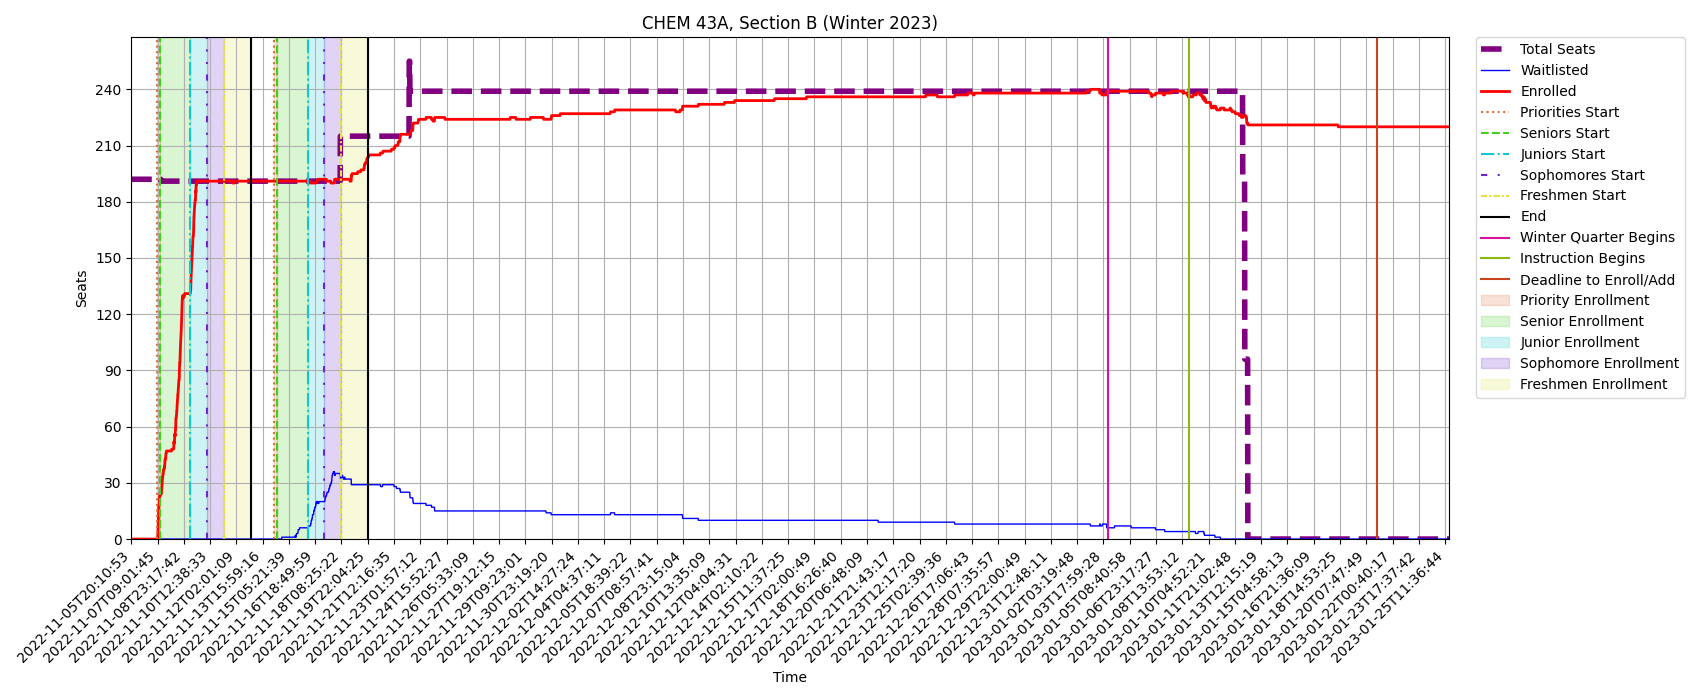 CHEM 43A, Section B (Winter 2023)
Seats
240
210
180
150
120
90
60
30
0
2022-11-05T20:10:53
2022-11-07T09:01:45
2022-11-08T23:17:42
2022-11-10T12:38:33
2022-11-12T02:01:09
2022-11-13T15:59:16
2022-11-15T05:21:39
2022-11-16T18:49:59
2022-11-18T08:25:22
2022-11-19T22:04:25
2022-11-21T12:16:35
2022-11-23T01:57:12
2022-11-24T15:52:27
2022-11-26T05:33:09
2022-11-27T19:12:15
2022-11-29T09:23:01
2022-11-30T23:19:20
2022-12-02T14:27:24
2022-12-04T04:37:11
2022-12-05T18:39:22
2022-12-07T08:57:41
2022-12-08T23:15:04
2022-12-10T13:35:09
2022-12-12T04:04:31
2022-12-14T02:10:22
2022-12-15T11:37:25
2022-12-17T02:00:49
2022-12-18T16:26:40
2022-12-20T06:48:09
2022-12-21T21:43:17
2022-12-23T12:17:20
2022-12-25T02:39:36
2022-12-26T17:06:43
2022-12-28T07:35:57
2022-12-29T22:00:49
2022-12-31T12:48:11
2023-01-02T03:19:48
2023-01-03T17:59:28
2023-01-05T08:40:58
2023-01-06T23:17:27
2023-01-08T13:53:12
2023-01-10T04:52:21
2023-01-11T21:02:48
2023-01-13T12:15:19
2023-01-15T04:58:13
2023-01-16T21:36:09
2023-01-18T14:53:25
2023-01-20T07:47:49
2023-01-22T00:40:17
2023-01-23T17:37:42
2023-01-25T11:36:44
Time
Total Seats
Waitlisted
Enrolled
Priorities Start
Seniors Start
Juniors Start
Sophomores Start
Freshmen Start
End
Winter Quarter Begins
Instruction Begins
Deadline to Enroll/Add
Priority Enrollment
Senior Enrollment
Junior Enrollment
Sophomore Enrollment
Freshmen Enrollment